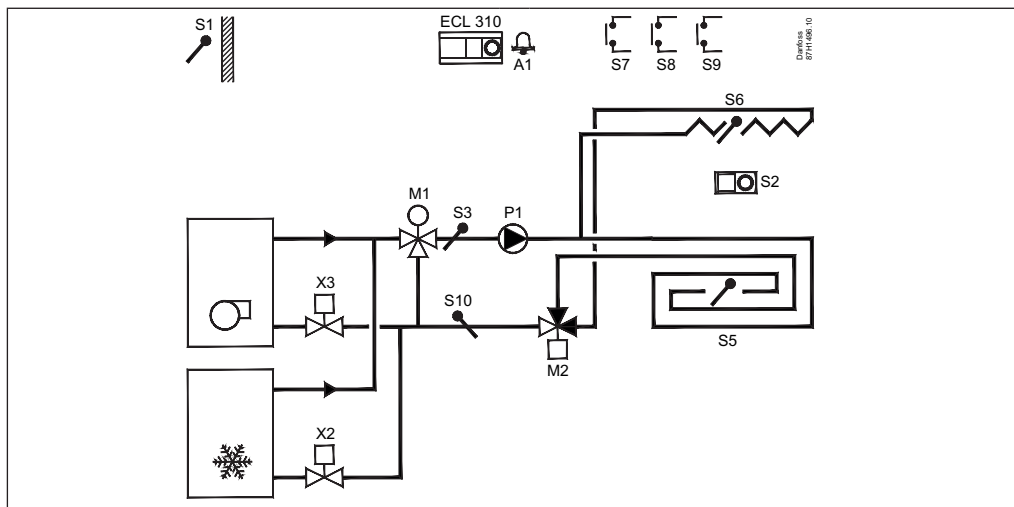 S1
ECL 310
A1
S7
S8
S9
Danfoss
87H1496.10
S6
S2
M1
S3
P1
X3
S10
M2
S5
X2